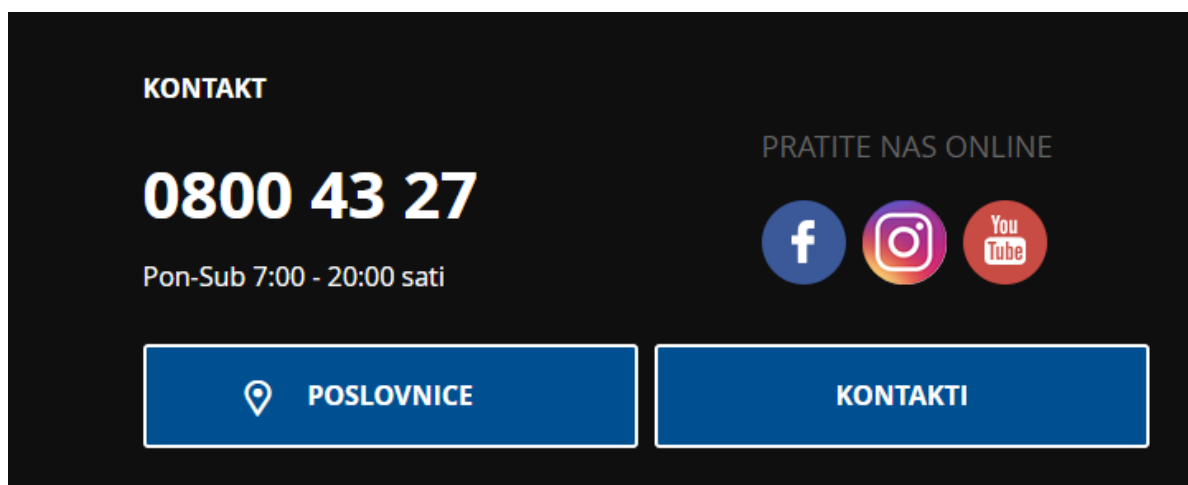 KONTAKT
0800 43 27
Pon-Sub 7:00 - 20:00 sati
PRATITE NAS ONLINE
f
You
Tube
POSLOVNICE
KONTAKTI